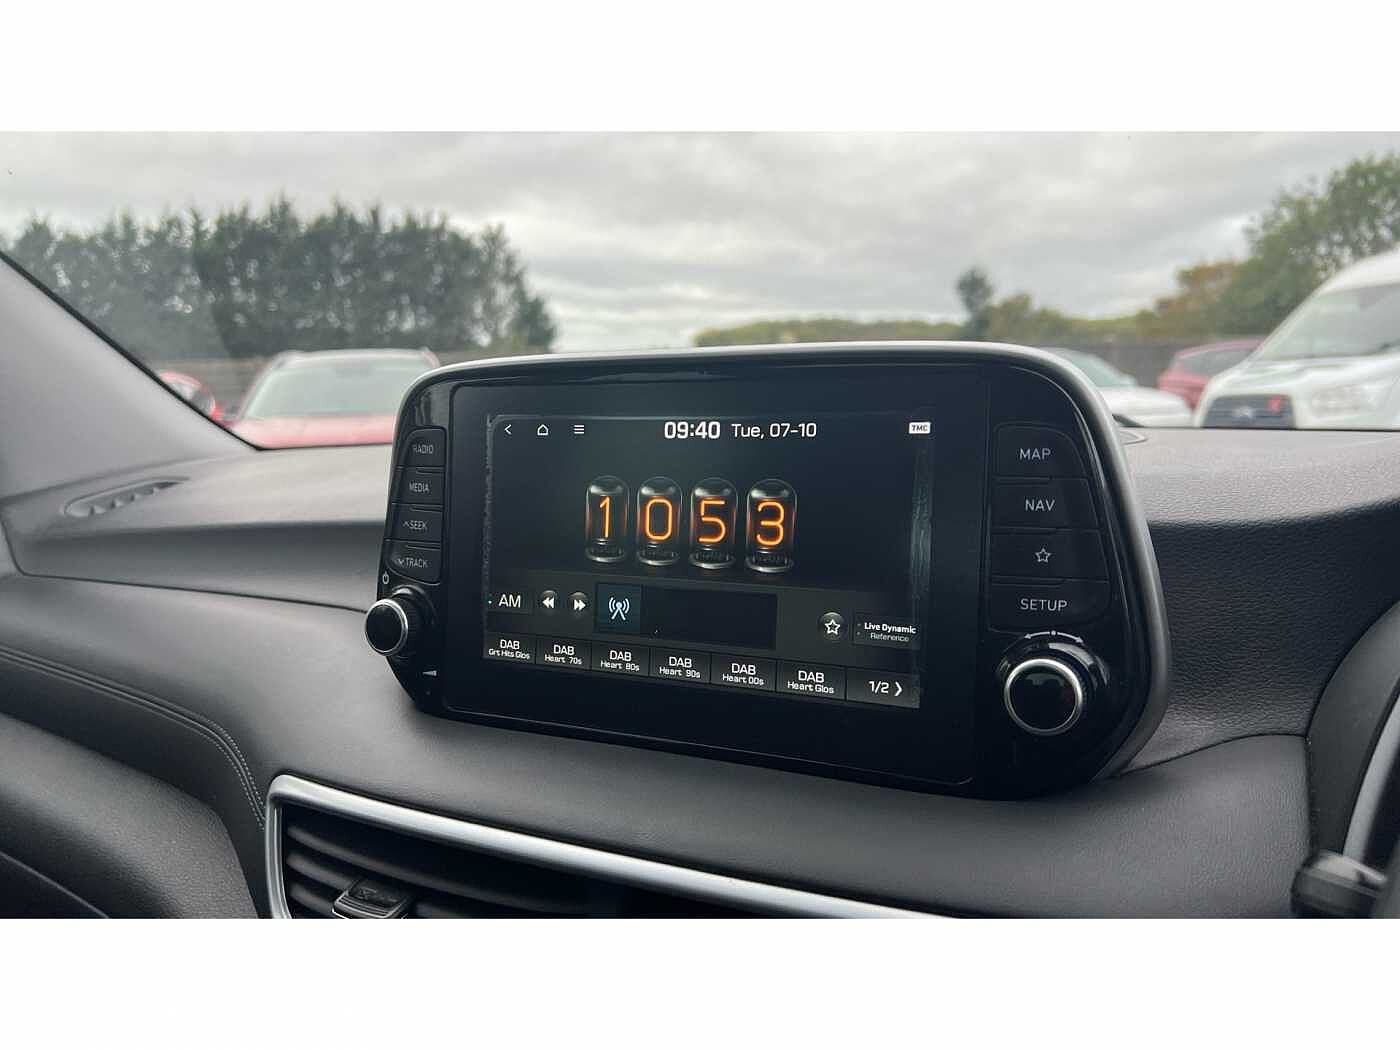 RADIO
MEDIA
SEEK
TRACK
09:40 Tue, 07-10
TMC
1053
AM
Live Dynamic
Reference
DAB
Grt Hits Glos
DAB
Heart 70s
DAB
Heart 80s
DAB
Heart 90s
DAB
Heart 00s
DAB
Heart Glos
1/2
MAP
NAV
SETUP